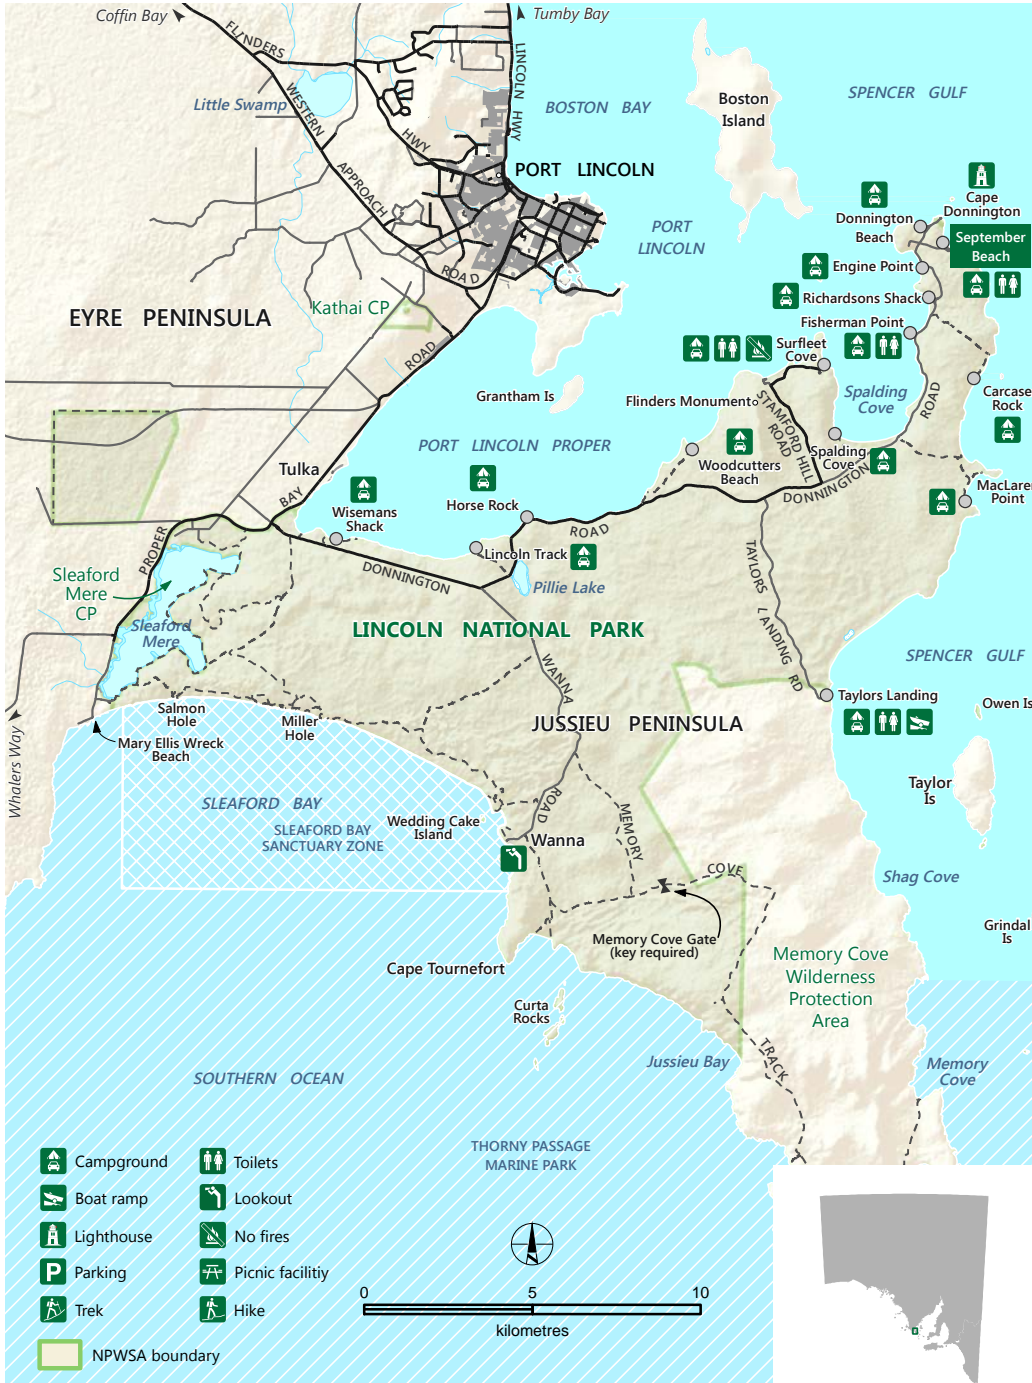 Coffin Bay
Tumby Bay
FLINDERS
LINCOLN HWY
Little Swamp
WESTERN
BOSTON BAY
Boston
Island
SPENCER GULF
HWY
APPROACH
PORT LINCOLN
PORT
LINCOLN
Cape
Donnington
Donnington
Beach
September
Beach
ROAD
Engine Point
Kathai CP
Richardsons Shack
EYRE PENINSULA
Fisherman Point
ROAD
Surfleet
Cove
Grantham Is
Flinders Monument
STAMFORD HILL
ROAD
Spalding
Cove
ROAD
Carcase
Rock
PORT LINCOLN PROPER
Tulka
Woodcutters
Beach
Spalding
Cove
DONNINGTON
MacLare
Point
BAY
Wisemans
Shack
Horse Rock
ROAD
PROPER
Lincoln Track
TAYLORS LANDING RD
DONNINGTON
Pillie Lake
Sleaford
Mere
CP
Sleaford
Mere
LINCOLN NATIONAL PARK
WANNA
SPENCER GULF
Taylors Landing
Owen Is
Salmon
Hole
Miller
Hole
JUSSIEU PENINSULA
Mary Ellis Wreck
Beach
Whalers Way
Taylor
Is
SLEAFORD BAY
SLEAFORD BAY
SANCTUARY ZONE
Wedding Cake
Island
ROAD
Wanna
MEMORY
COVE
Shag Cove
Grindal
Is
Memory Cove Gate
(key required)
Memory Cove
Wilderness
Protection
Area
Cape Tournefort
Curta
Rocks
TRACK
Jussieu Bay
Memory
Cove
SOUTHERN OCEAN
THORNY PASSAGE
MARINE PARK
Campground
Toilets
Boat ramp
Lookout
Lighthouse
No fires
P
Parking
Picnic facilitiy
Trek
Hike
NPWSA boundary
0 5 10
kilometres